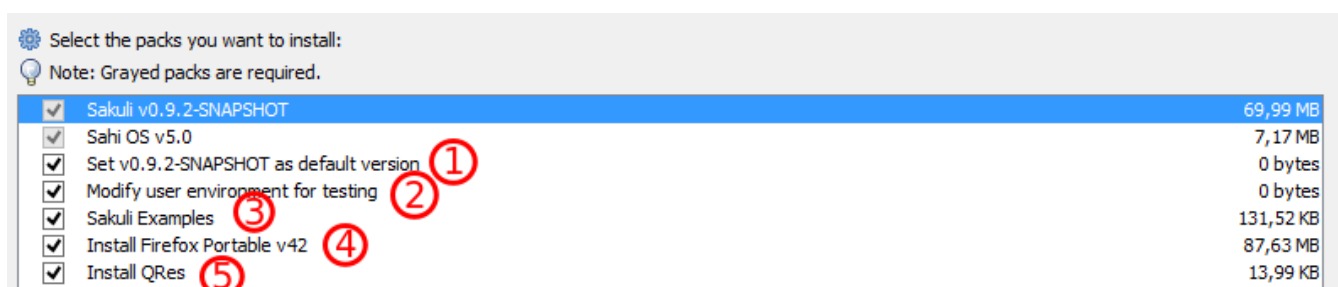 Select the packs you want to install:
Note: Grayed packs are required.
Sakuli v0.9.2-SNAPSHOT 69,99 MB
Sahi OS v5.0 7,17 MB
Set v0.9.2-SNAPSHOT as default version 1 0 bytes
Modify user environment for testing 2 0 bytes
Sakuli Examples 3 131,52 KB
Install Firefox Portable v42 4 87,63 MB
Install QRes 5 13,99 KB